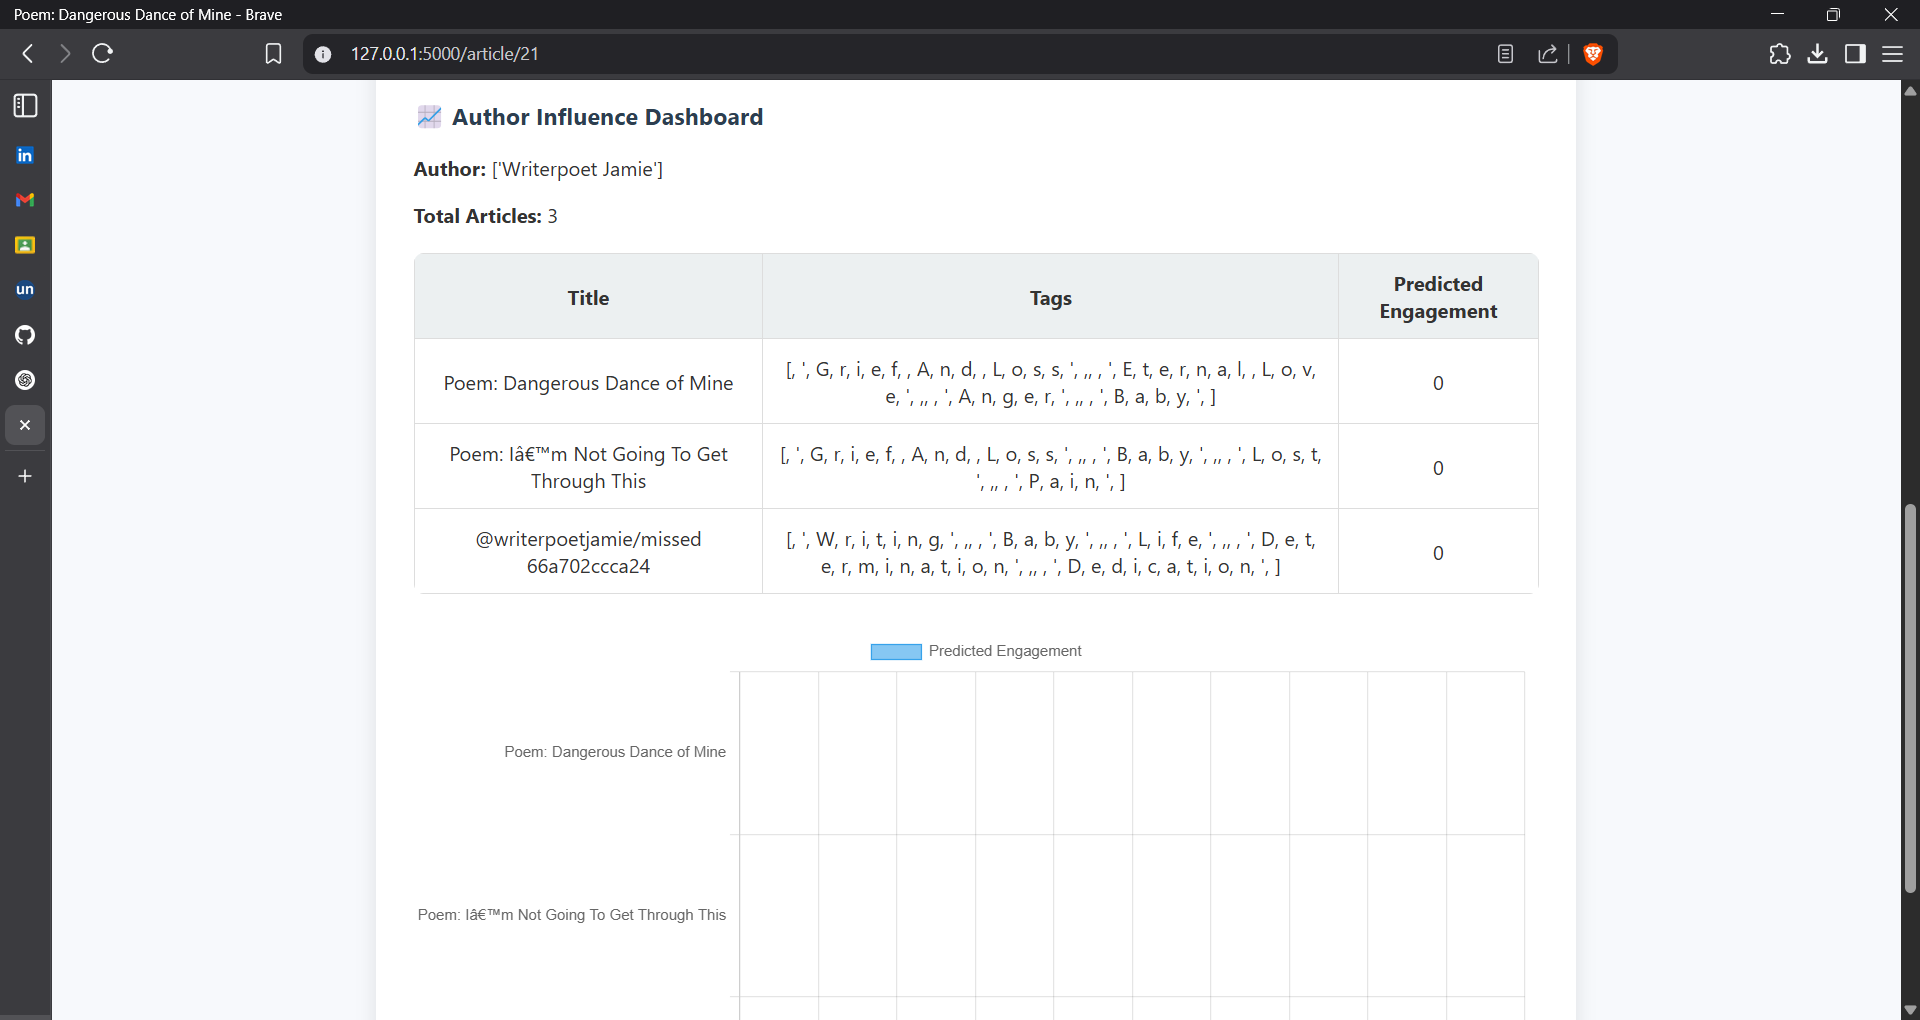 Poem: Dangerous Dance of Mine - Brave
127.0.0.1:5000/article/21
in
un
Author Influence Dashboard
Author: ['Writerpoet Jamie']
Total Articles: 3
Title
Tags
Predicted
Engagement
Poem: Dangerous Dance of Mine
[, ', G, r, i, e, f, , A, n, d, , L, o, s, s, ', ,, , ', E, t, e, r, n, a, l, , L, o, v,
e, ', ,, , ', A, n, g, e, r, ', ,, , ', B, a, b, y, ', ]
0
Poem: Iâ€™m Not Going To Get
Through This
[, ', G, r, i, e, f, , A, n, d, , L, o, s, s, ', ,, , ', B, a, b, y, ', ,, , ', L, o, s, t,
', ,, , ', P, a, i, n, ', ]
0
@writerpoetjamie/missed
66a702ccca24
[, ', W, r, i, t, i, n, g, ', ,, , ', B, a, b, y, ', ,, , ', L, i, f, e, ', ,, , ', D, e, t,
e, r, m, i, n, a, t, i, o, n, ', ,, , ', D, e, d, i, c, a, t, i, o, n, ', ]
0
Predicted Engagement
Poem: Dangerous Dance of Mine
Poem: Iâ€™m Not Going To Get Through This